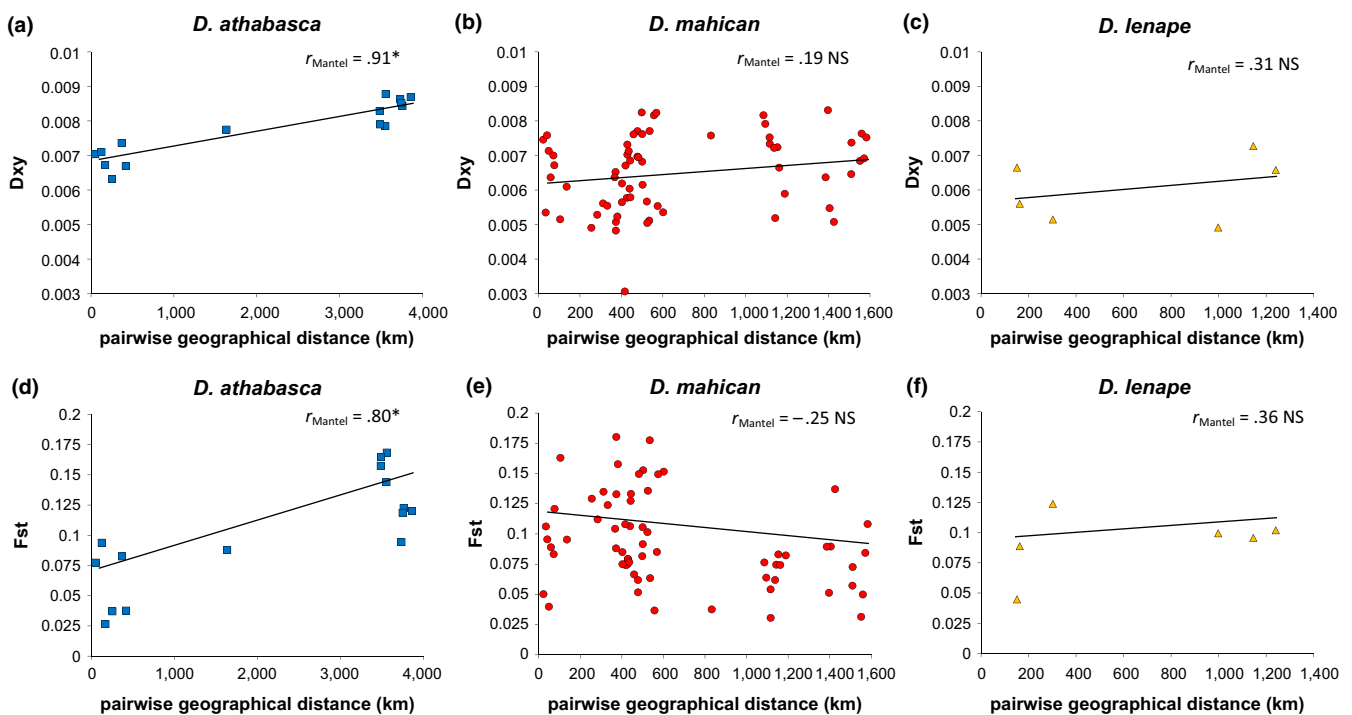 (a)
D. athabasca
rMantel = .91*
0.01
0.009
0.008
0.007
0.006
0.005
0.004
0.003
Dxy
0 1,000 2,000 3,000 4,000
pairwise geographical distance (km)
(b)
D. mahican
rMantel = .19 NS
0.01
0.009
0.008
0.007
0.006
0.005
0.004
0.003
Dxy
0 200 400 600 800 1,000 1,200 1,400 1,600
pairwise geographical distance (km)
(c)
D. lenape
rMantel = .31 NS
0.01
0.009
0.008
0.007
0.006
0.005
0.004
0.003
Dxy
0 200 400 600 800 1,000 1,200 1,400
pairwise geographical distance (km)
(d)
D. athabasca
rMantel = .80*
0.2
0.175
0.15
0.125
0.1
0.075
0.05
0.025
0
Fst
0 1,000 2,000 3,000 4,000
pairwise geographical distance (km)
(e)
D. mahican
rMantel = −.25 NS
0.2
0.175
0.15
0.125
0.1
0.075
0.05
0.025
0
Fst
0 200 400 600 800 1,000 1,200 1,400 1,600
pairwise geographical distance (km)
(f)
D. lenape
rMantel = .36 NS
0.2
0.175
0.15
0.125
0.1
0.075
0.05
0.025
0
Fst
0 200 400 600 800 1,000 1,200 1,400
pairwise geographical distance (km)